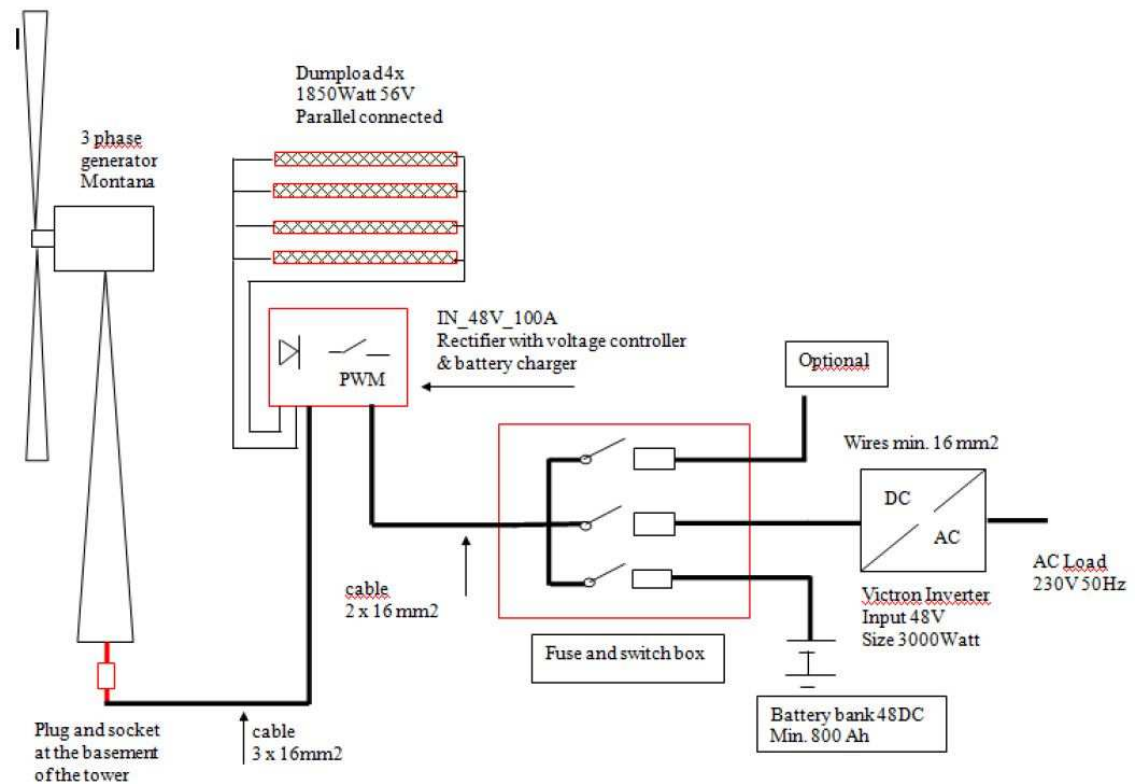 Dumpload 4x
1850Watt 56V
Parallel connected
3 phase
generator
Montana
IN_48V_100A
Rectifier with voltage controller
& battery charger
PWM
Optional
Wires min. 16 mm2
DC
AC
AC Load
230V 50Hz
cable
2 x 16 mm2
Victron Inverter
Input 48V
Size 3000Watt
Fuse and switch box
Battery bank 48DC
Min. 800 Ah
Plug and socket
at the basement
of the tower
cable
3 x 16mm2